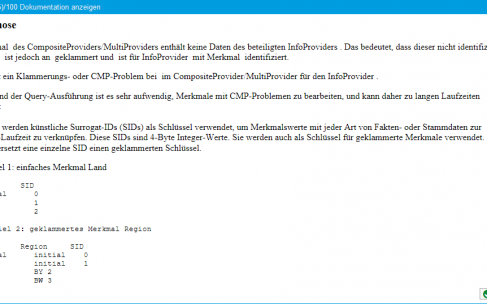 )/100 Dokumentation anzeigen
nose
al des CompositeProviders/MultiProviders enthält keine Daten des beteiligten InfoProviders . Das bedeutet, dass dieser nicht identifiz
ist jedoch an geklammert und ist für InfoProvider mit Merkmal identifiziert.
ein Klammerungs- oder CMP-Problem bei im CompositeProvider/MultiProvider für den InfoProvider .
nd der Query-Ausführung ist es sehr aufwendig, Merkmale mit CMP-Problemen zu bearbeiten, und kann daher zu langen Laufzeiten
:
werden künstliche Surrogat-IDs (SIDs) als Schlüssel verwendet, um Merkmalswerte mit jeder Art von Fakten- oder Stammdaten zur
-Laufzeit zu verknüpfen. Diese SIDs sind 4-Byte Integer-Werte. Sie werden auch als Schlüssel für geklammerte Merkmale verwendet.
ersetzt eine einzelne SID einen geklammerten Schlüssel.
el 1: einfaches Merkmal Land
SID
al 0
1
2
iel 2: geklammertes Merkmal Region
Region SID
al initial 0
initial 1
BY 2
BW 3